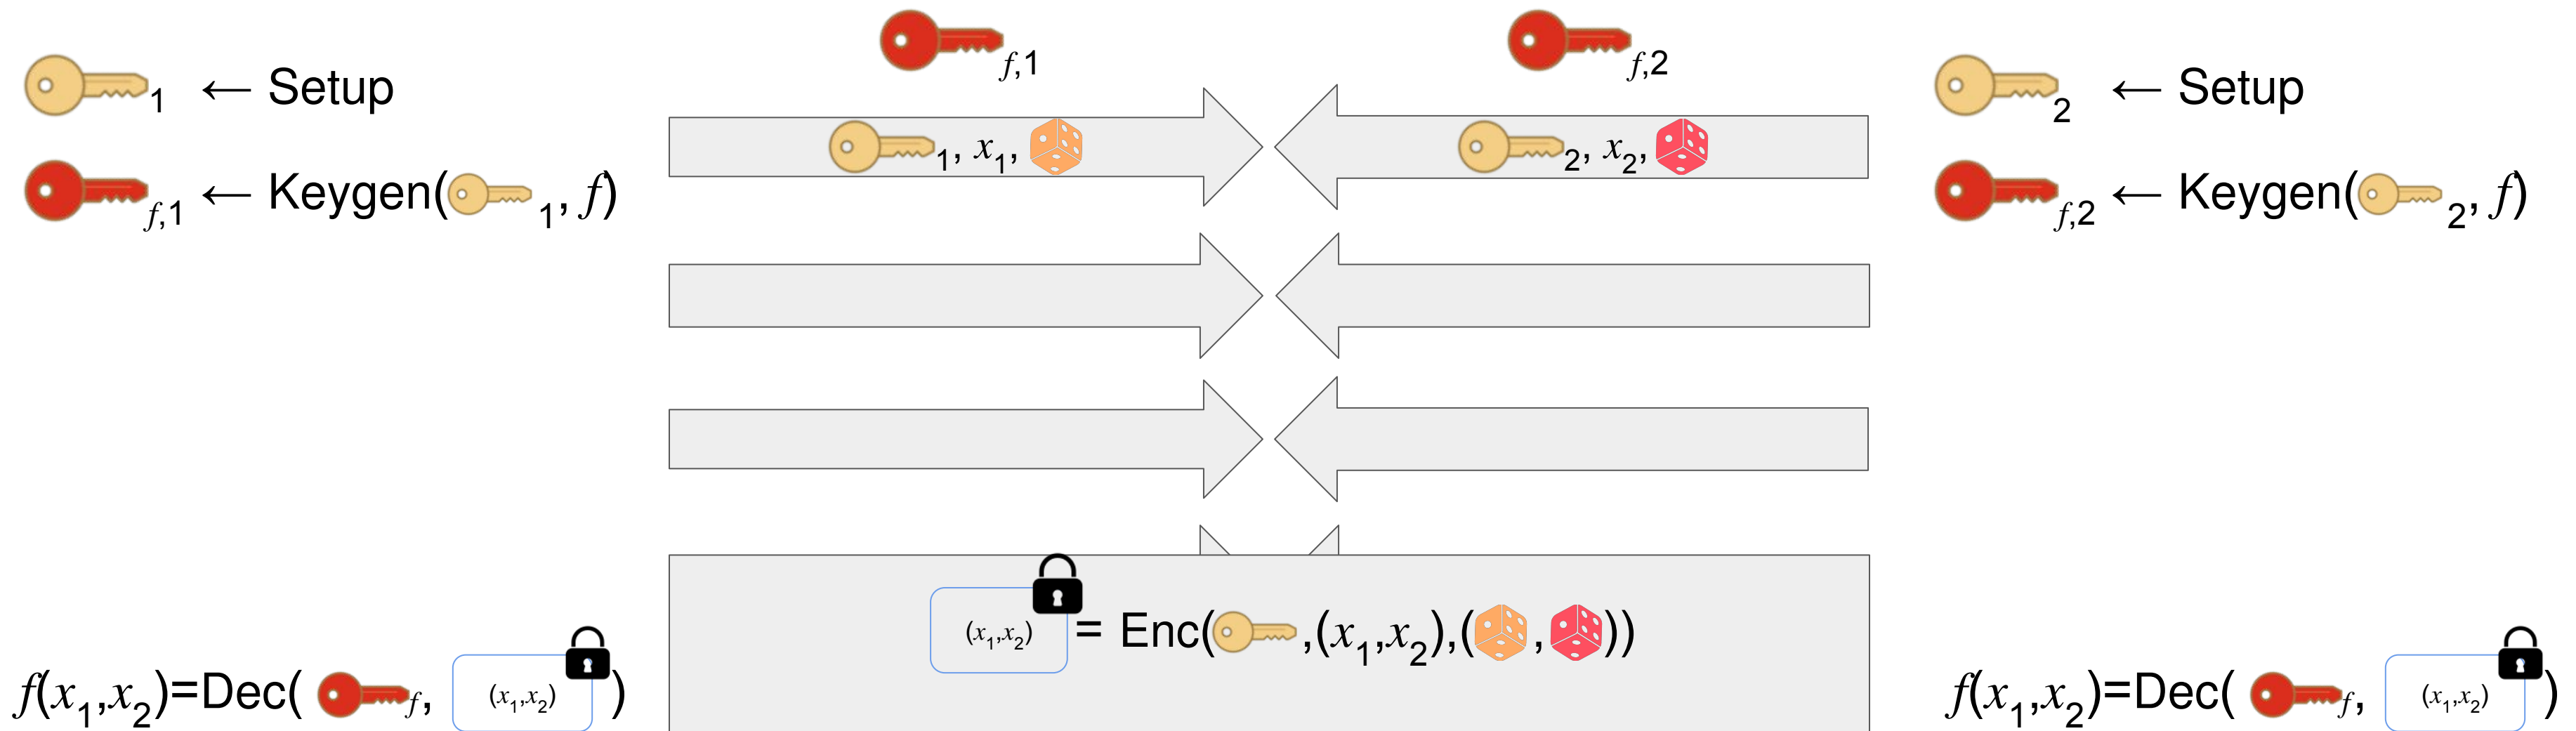 f,1 f,2
1 ← Setup
2 ← Setup
1, x1,
2, x2,
f,1 ← Keygen( 1, f)
f,2 ← Keygen( 2, f)
(x1,x2) = Enc( ,(x1,x2),( , ))
f(x1,x2)=Dec( f, (x1,x2) )
f(x1,x2)=Dec( f, (x1,x2) )